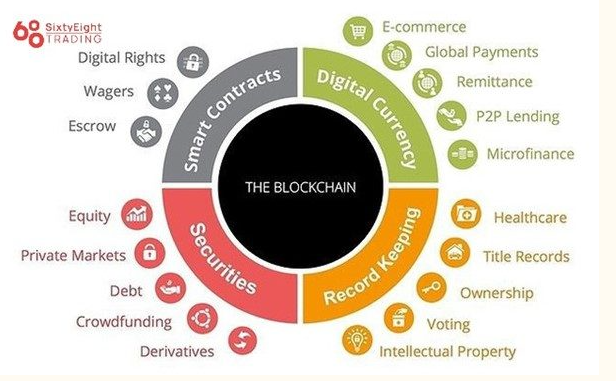 SixtyEight
TRADING
Digital Rights
Wagers
Escrow
Smart Contracts
Digital Currency
E-commerce
Global Payments
Remittance
P2P Lending
Microfinance
THE BLOCKCHAIN
Equity
Private Markets
Debt
Crowdfunding
Derivatives
Securities
Record Keeping
Healthcare
Title Records
Ownership
Voting
Intellectual Property